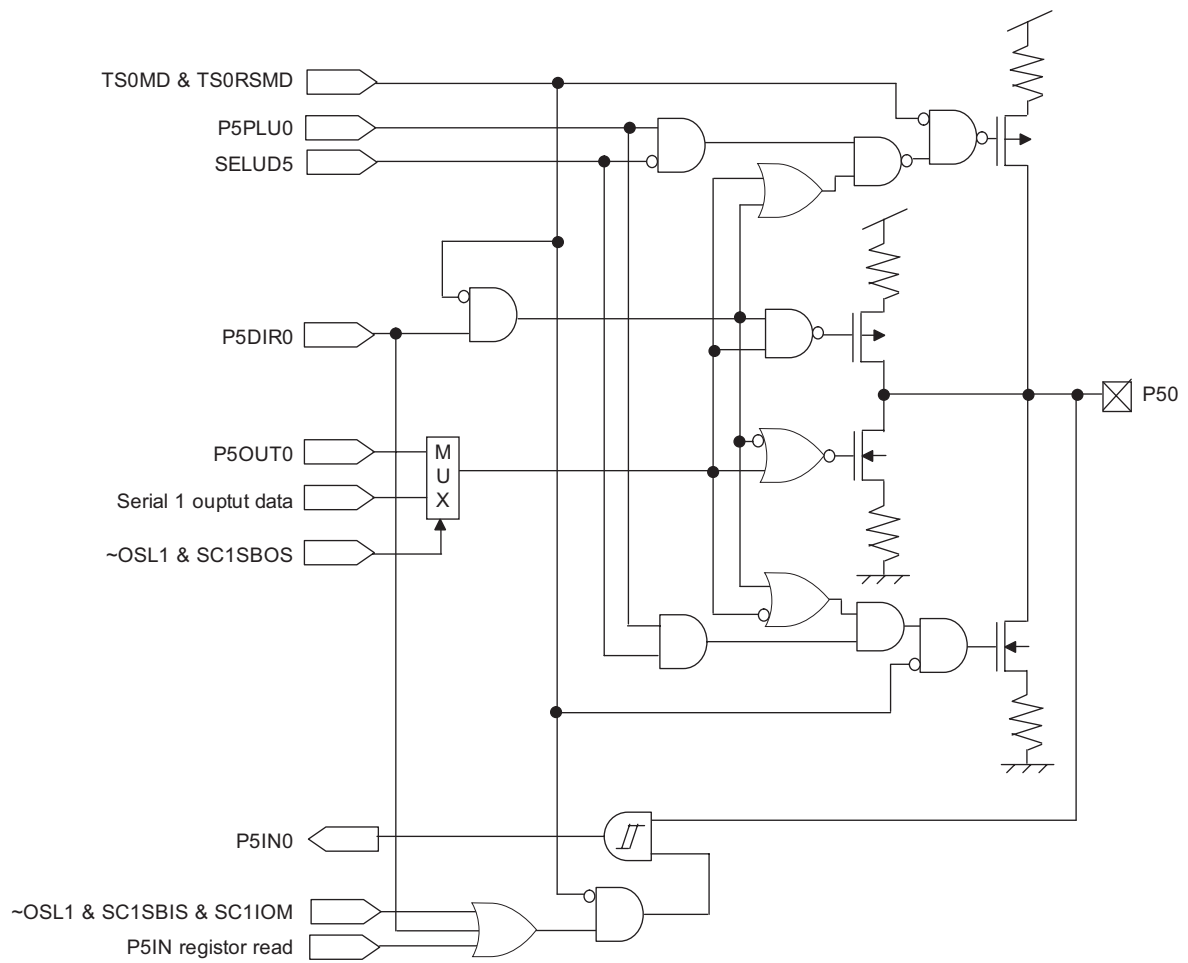 TS0MD & TS0RSMD
P5PLU0
SELUD5
P5DIR0
P50
P5OUT0
M
U
X
Serial 1 ouptut data
~OSL1 & SC1SBOS
P5IN0
~OSL1 & SC1SBIS & SC1IOM
P5IN registor read